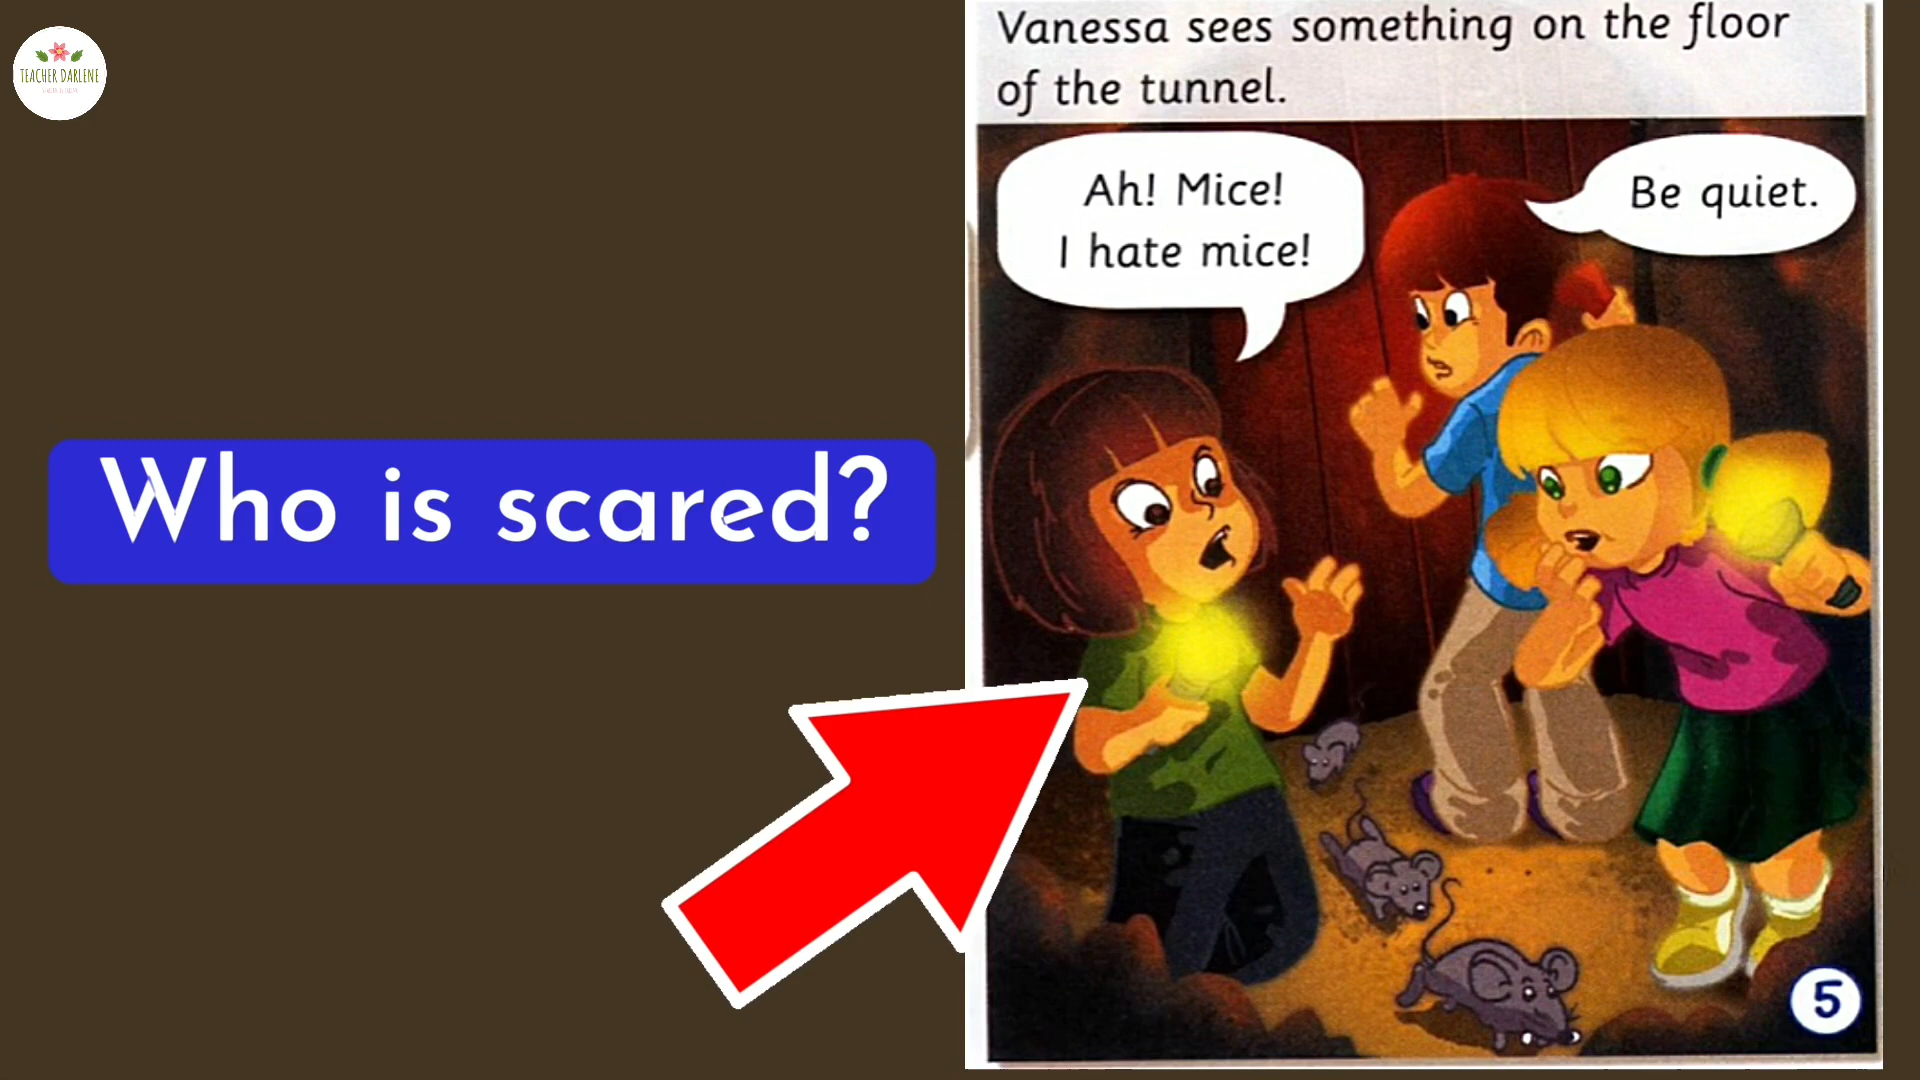 TEACHER DARLENE
Who is scared?
Vanessa sees something on the floor
of the tunnel.
Ah! Mice!
I hate mice!
Be quiet.
5